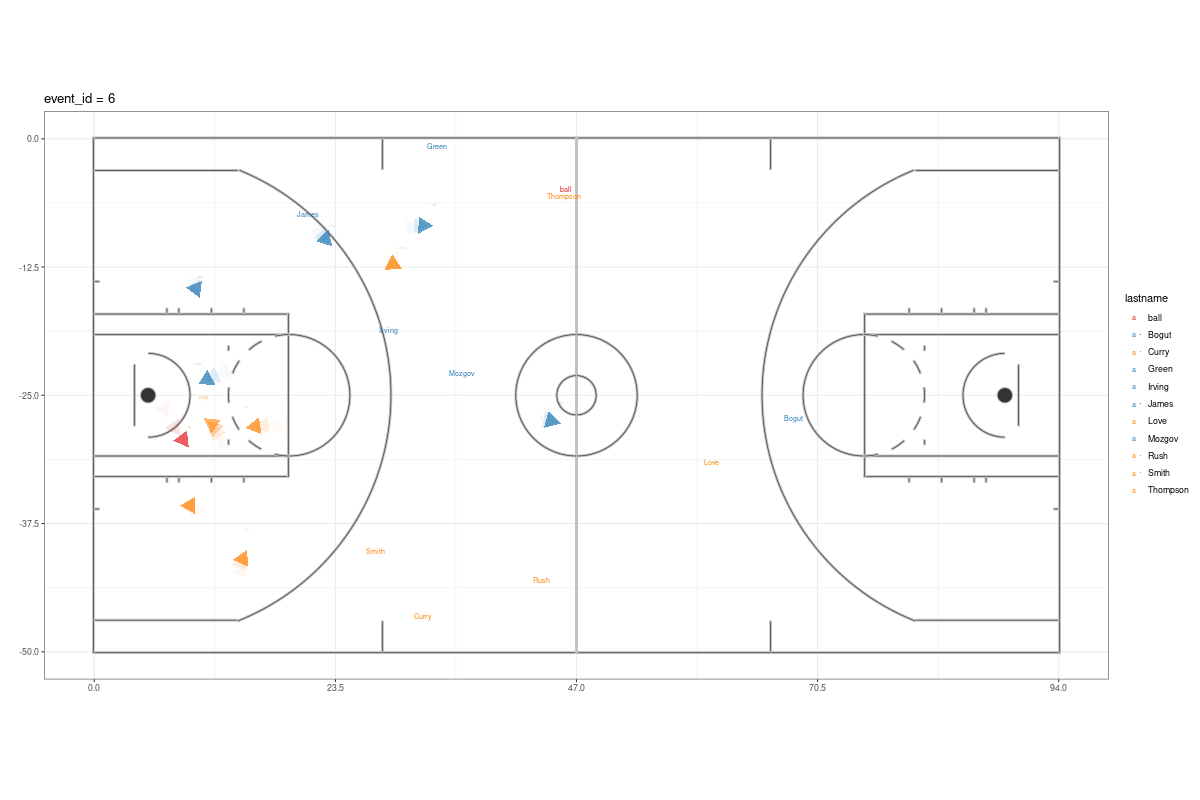 event_id = 6
0.0
-12.5
-25.0
-37.5
-50.0
Green
ball
Thompson
James
Irving
Mozgov
Bogut
Love
Smith
Rush
Curry
0.0 23.5 47.0 70.5 94.0
lastname
a ball
a Bogut
a Curry
a Green
a Irving
a James
a Love
a Mozgov
a Rush
a Smith
a Thompson